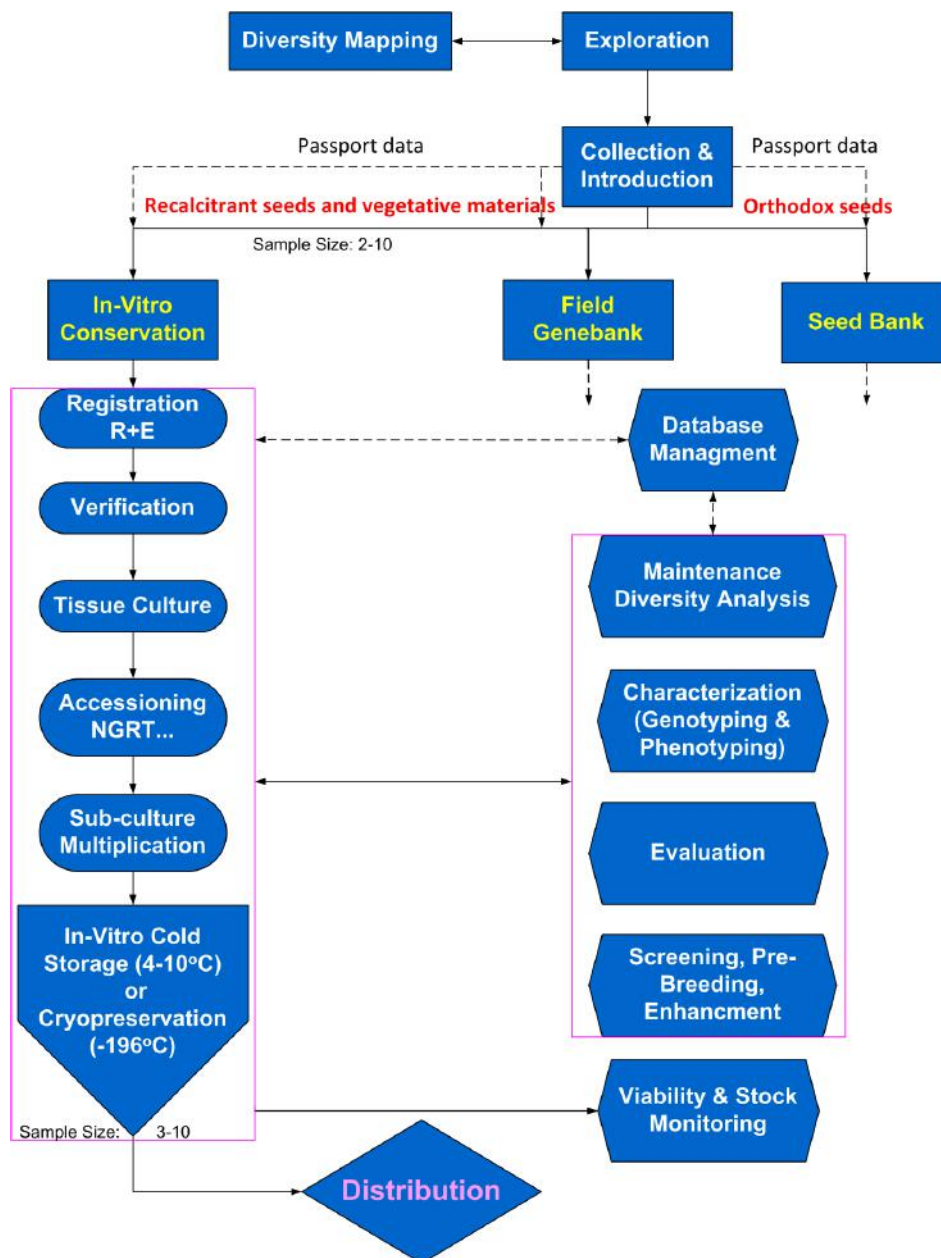 Diversity Mapping
Exploration
Passport data
Collection &
Introduction
Passport data
Recalcitrant seeds and vegetative materials
Orthodox seeds
Sample Size: 2-10
In-Vitro
Conservation
Field
Genebank
Seed Bank
Registration
R+E
Verification
Tissue Culture
Accessioning
NGRT...
Sub-culture
Multiplication
In-Vitro Cold
Storage (4-10°C)
or
Cryopreservation
(-196°C)
Sample Size: 3-10
Database
Managment
Maintenance
Diversity Analysis
Characterization
(Genotyping &
Phenotyping)
Evaluation
Screening, Pre-
Breeding,
Enhancment
Viability & Stock
Monitoring
Distribution